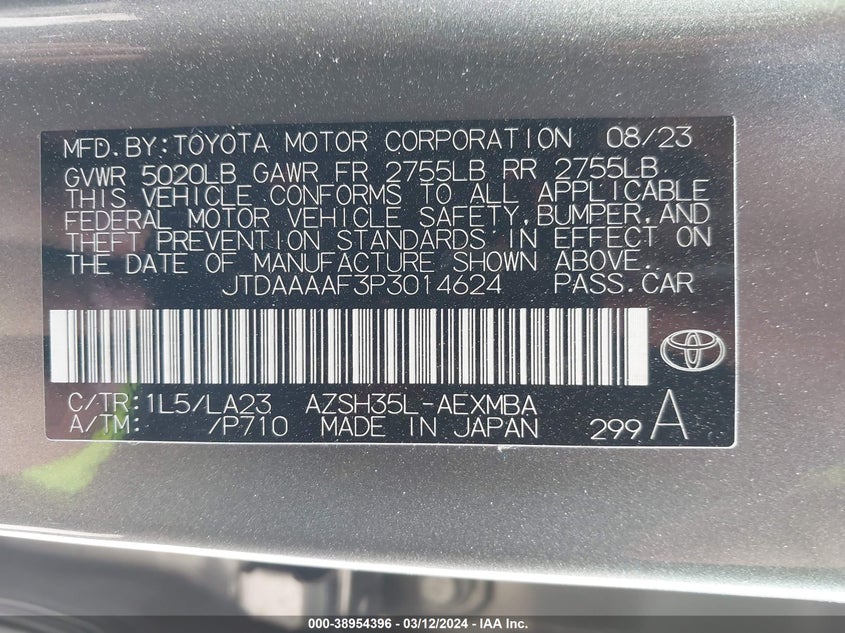 MFD.BY:TOYOTA MOTOR CORPORATION 08/23
GVWR 5020LB GAWR FR 2755LB RR 2755LB
THIS VEHICLE CONFORMS TO ALL APPLICABLE
FEDERAL MOTOR VEHICLE SAFETY,BUMPER,AND
THEFT PREVENTION STANDARDS IN EFFECT ON
THE DATE OF MANUFACTURE SHOWN ABOVE.
JTDAAAAF3P3014624 PASS.CAR
C/TR:1L5/LA23 AZSH35L-AEXMBA
A/TM: /P710 MADE IN JAPAN 299 A
000-38954396 - 03/12/2024 - IAA Inc.